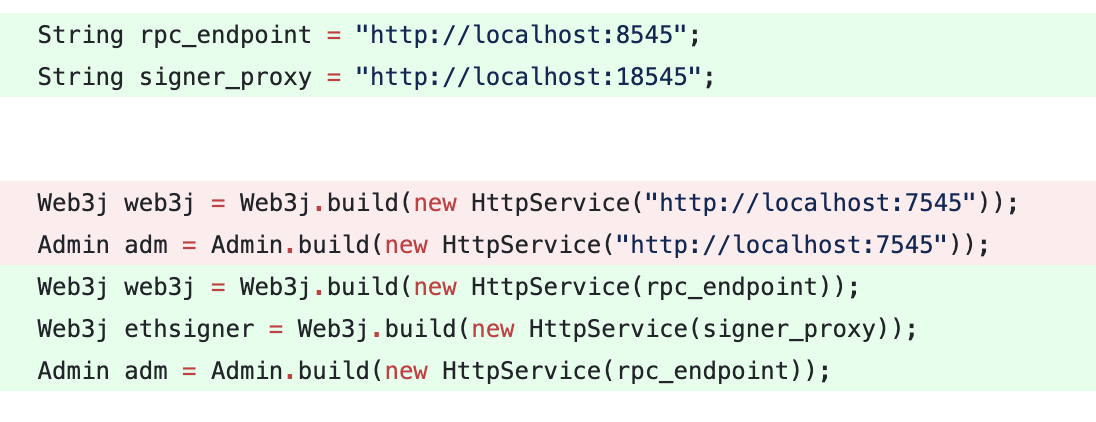 String rpc_endpoint = "http://localhost:8545";
String signer_proxy = "http://localhost:18545";
Web3j web3j = Web3j.build(new HttpService("http://localhost:7545"));
Admin adm = Admin.build(new HttpService("http://localhost:7545"));
Web3j web3j = Web3j.build(new HttpService(rpc_endpoint));
Web3j ethsigner = Web3j.build(new HttpService(signer_proxy));
Admin adm = Admin.build(new HttpService(rpc_endpoint));